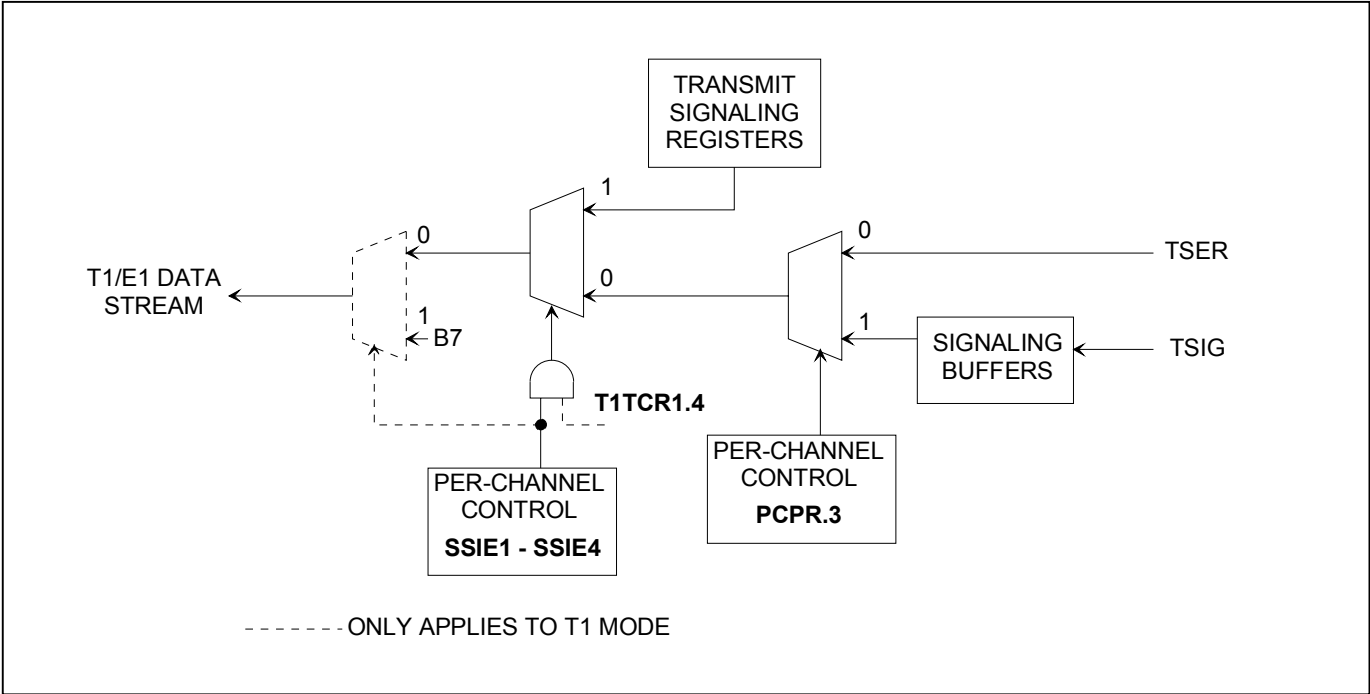 TRANSMIT
SIGNALING
REGISTERS
1
0
0
TSER
T1/E1 DATA
STREAM
0
1
B7
1
SIGNALING
BUFFERS
TSIG
T1TCR1.4
PER-CHANNEL
CONTROL
SSIE1 - SSIE4
PER-CHANNEL
CONTROL
PCPR.3
ONLY APPLIES TO T1 MODE